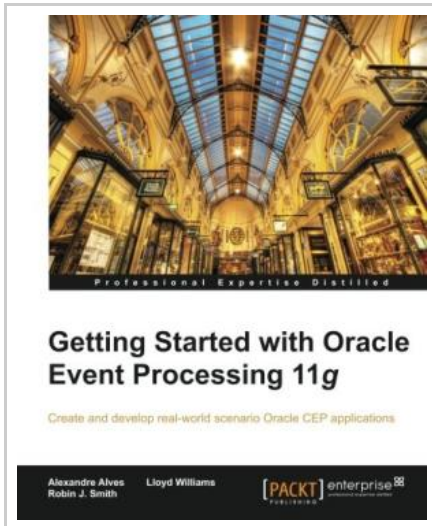 Professional Expertise Distilled
Getting Started with Oracle
Event Processing 11g
Create and develop real-world scenario Oracle CEP applications
Alexandre Alves Lloyd Williams
Robin J. Smith
[PACKT] enterprise
PUBLISHING professional expertise distilled